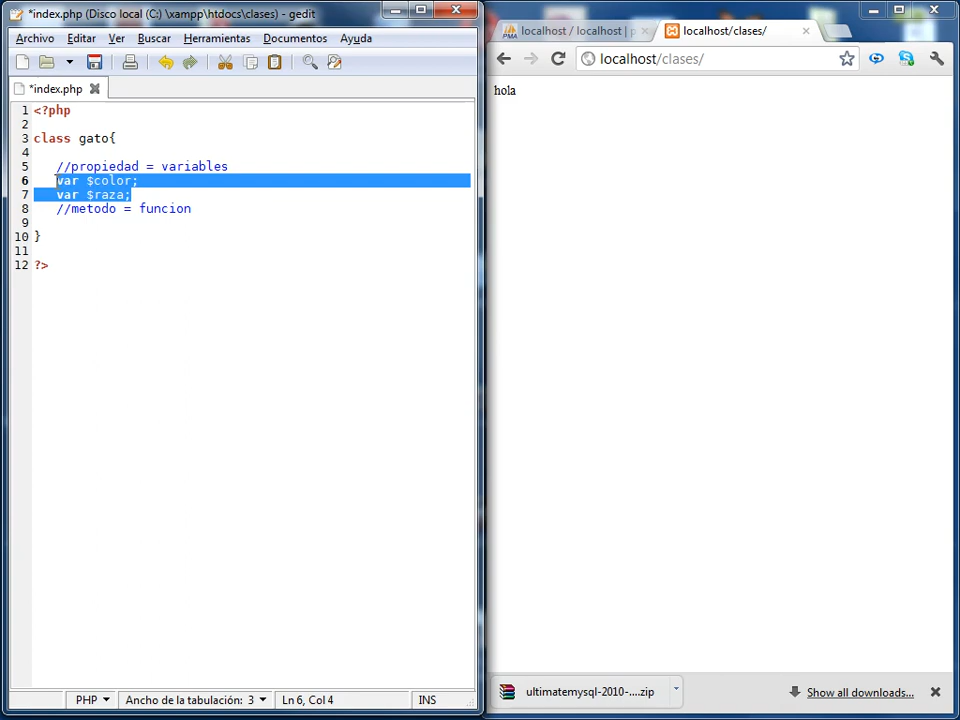 *index.php (Disco local (C:) \xampp\htdocs\clases) - gedit
Archivo Editar Ver Buscar Herramientas Documentos Ayuda
*index.php
1 <?php
2
3 class gato{
4
5 //propiedad = variables
6 var $color;
7 var $raza;
8 //metodo = funcion
9
10 }
11
12 ?>
PHP Ancho de la tabulación: 3 Ln 6, Col 4 INS
PMA localhost / localhost | p localhost/clases/
localhost/clases/
hola
ultimatemysql-2010-....zip Show all downloads...